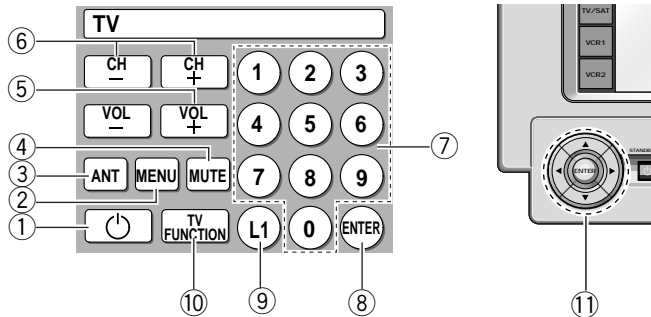 TV
TV/SAT
⑥
CH
−
CH
+
1
2
3
VCR1
VCR2
⑤
VOL
−
VOL
+
4
5
6
⑦
④
③
ANT
MENU
MUTE
7
8
9
②
ENTER
①
TV
FUNCTION
L1
0
ENTER
⑩
⑨
⑧
⑪